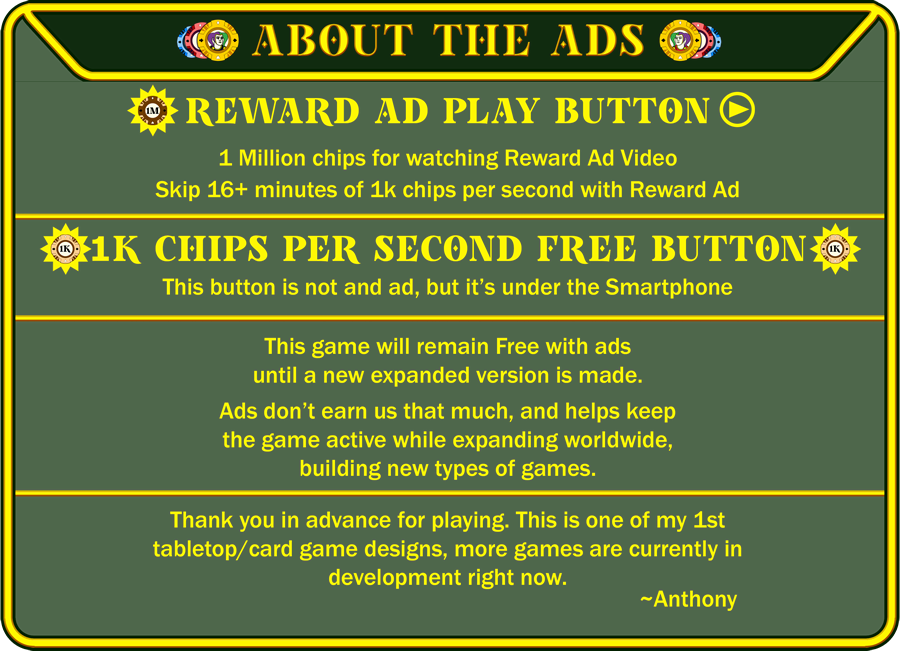 ABOUT THE ADS
1M REWARD AD PLAY BUTTON
1 Million chips for watching Reward Ad Video
Skip 16+ minutes of 1k chips per second with Reward Ad
1K 1K CHIPS PER SECOND FREE BUTTON 1K
This button is not and ad, but it's under the Smartphone
This game will remain Free with ads
until a new expanded version is made.
Ads don't earn us that much, and helps keep
the game active while expanding worldwide,
building new types of games.
Thank you in advance for playing. This is one of my 1st
tabletop/card game designs, more games are currently in
development right now.
~Anthony